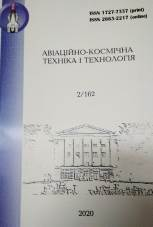 ISSN 1727-7337 (print)
ISSN 2663-2217 (online)
АВІАЦІЙНО-КОСМІЧНА
ТЕХНІКА І ТЕХНОЛОГІЯ
2/162
2020